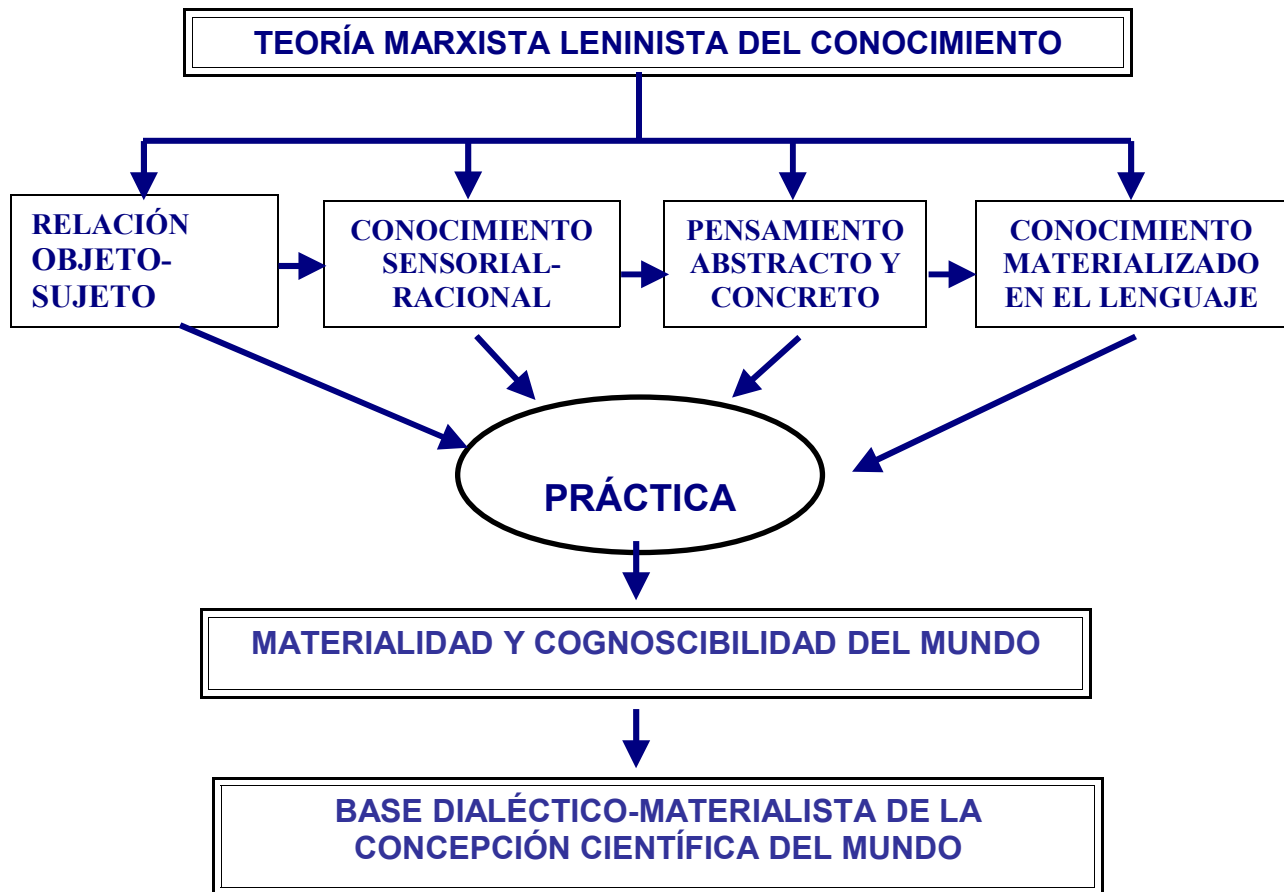 TEORÍA MARXISTA LENINISTA DEL CONOCIMIENTO
RELACIÓN
OBJETO-
SUJETO
CONOCIMIENTO
SENSORIAL-
RACIONAL
PENSAMIENTO
ABSTRACTO Y
CONCRETO
CONOCIMIENTO
MATERIALIZADO
EN EL LENGUAJE
PRÁCTICA
MATERIALIDAD Y COGNOSCIBILIDAD DEL MUNDO
BASE DIALÉCTICO-MATERIALISTA DE LA
CONCEPCIÓN CIENTÍFICA DEL MUNDO